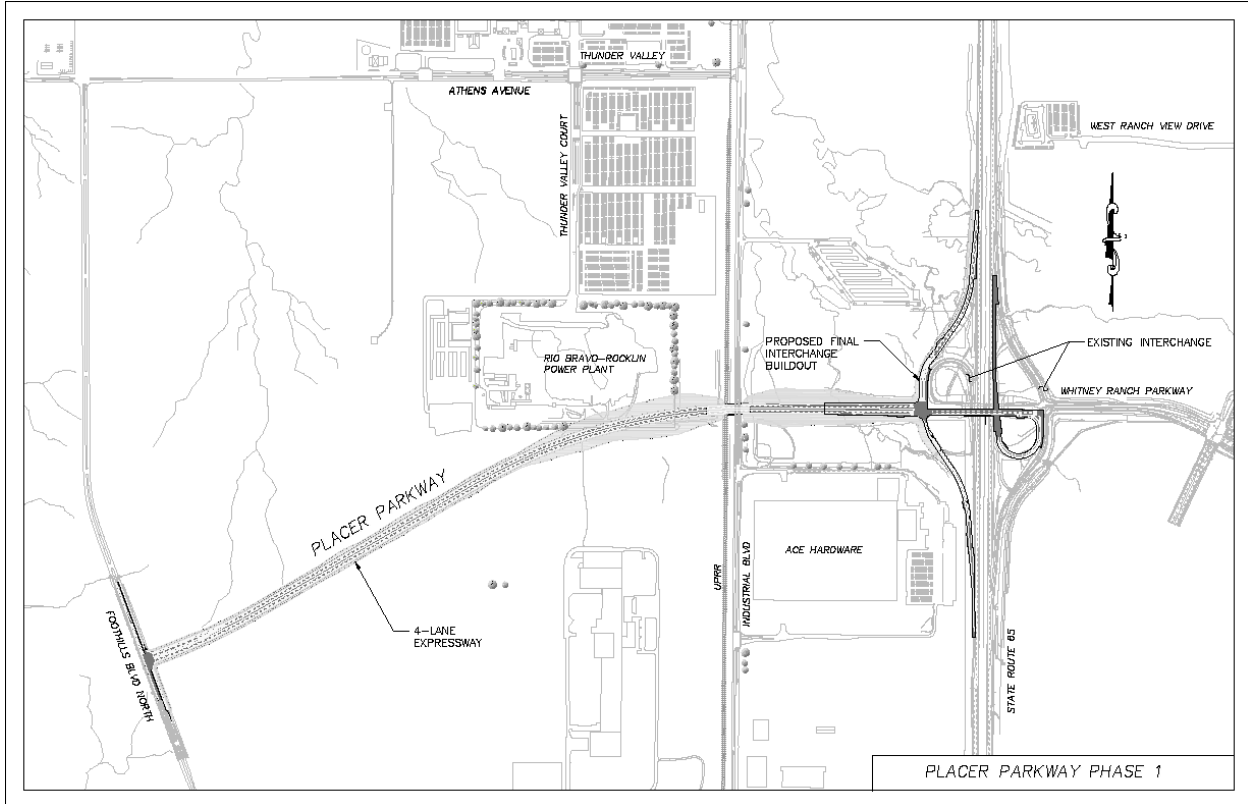 THUNDER VALLEY
ATHENS AVENUE
WEST RANCH VIEW DRIVE
THUNDER VALLEY COURT
PROPOSED FINAL
INTERCHANGE
BUILDOUT
EXISTING INTERCHANGE
RIO BRAVO-ROCKLIN
POWER PLANT
WHITNEY RANCH PARKWAY
PLACER PARKWAY
ACE HARDWARE
UPRR
INDUSTRIAL BLVD
4-LANE
EXPRESSWAY
FOOTHILLS BLVD NORTH
STATE ROUTE 65
PLACER PARKWAY PHASE 1